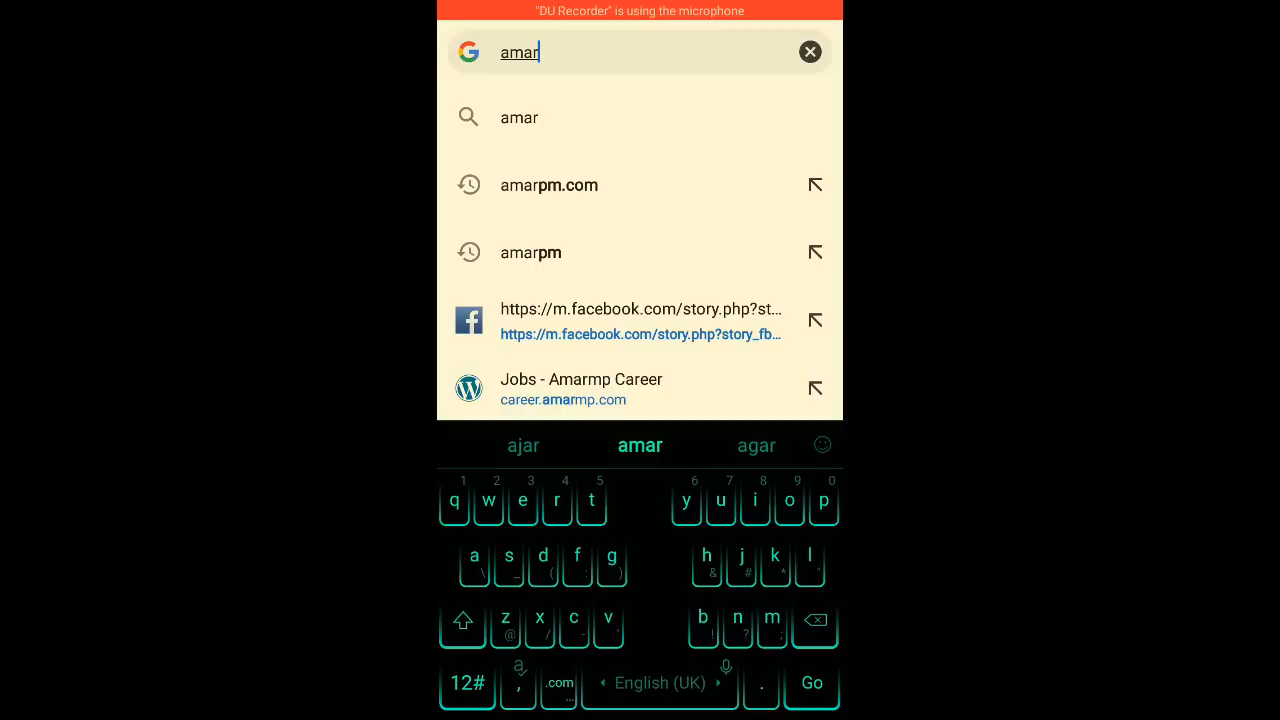 "DU Recorder" is using the microphone
amar
amar
amarpm.com
amarpm
https://m.facebook.com/story.php?st...
https://m.facebook.com/story.php?story_fb...
Jobs - Amarmp Career
career.amarmp.com
ajar amar agar
1 2 3 4 5 6 7 8 9 0
q w e r t y u i o p
a s d f g h j k l
\ _ ( : ) & # * "
z x c v b n m
@ / - ' ! ? ;
12# , .com English (UK) . Go